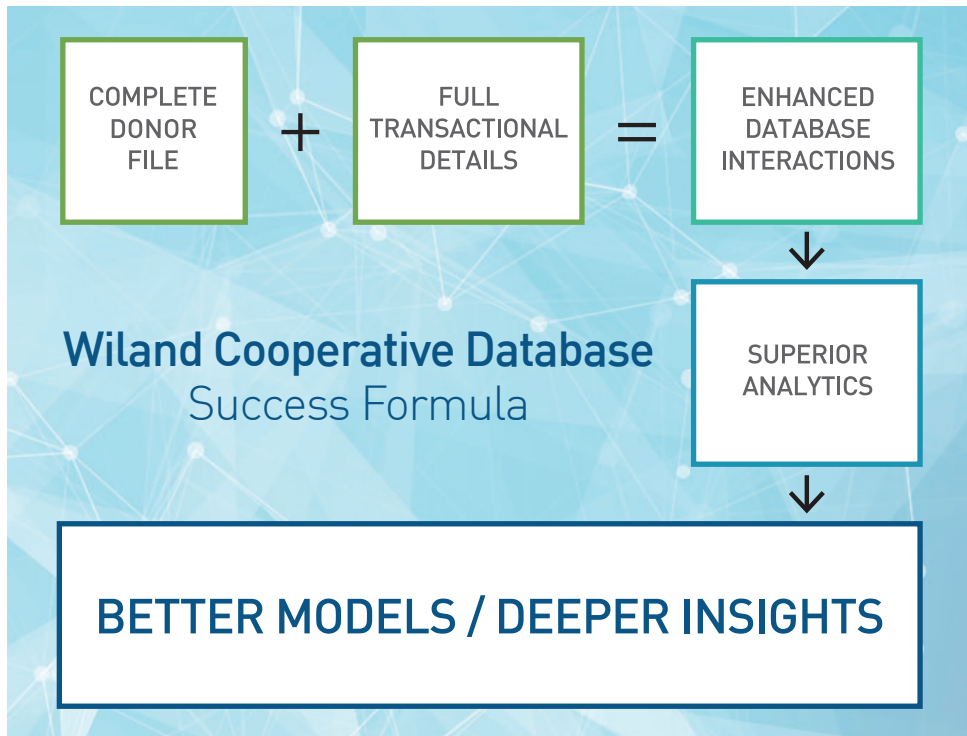 COMPLETE
DONOR
FILE
+
FULL
TRANSACTIONAL
DETAILS
=
ENHANCED
DATABASE
INTERACTIONS
Wiland Cooperative Database
Success Formula
SUPERIOR
ANALYTICS
BETTER MODELS / DEEPER INSIGHTS